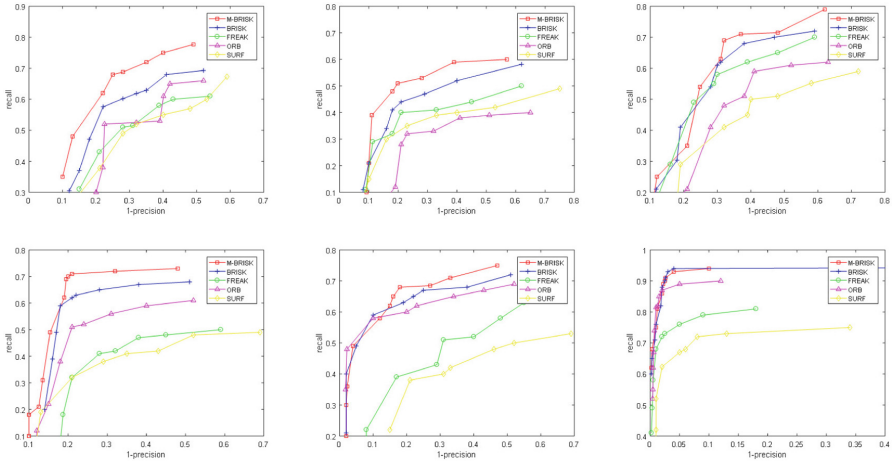 0.8
0.7
0.6
0.5
0.4
0.3
recall
0.1 0.2 0.3 0.4 0.5 0.6 0.7
1-precision
M-BRISK
BRISK
FREAK
ORB
SURF
0.7
0.6
0.5
0.4
0.3
0.2
0.1
recall
0 0.1 0.2 0.3 0.4 0.5 0.6 0.7 0.8
1-precision
M-BRISK
BRISK
FREAK
ORB
SURF
0.8
0.7
0.6
0.5
0.4
0.3
0.2
recall
0.1 0.2 0.3 0.4 0.5 0.6 0.7 0.8
1-precision
M-BRISK
BRISK
FREAK
ORB
SURF
0.8
0.7
0.6
0.5
0.4
0.3
0.2
0.1
recall
0.1 0.2 0.3 0.4 0.5 0.6 0.7
1-precision
M-BRISK
BRISK
FREAK
ORB
SURF
0.8
0.7
0.6
0.5
0.4
0.3
0.2
recall
0 0.1 0.2 0.3 0.4 0.5 0.6 0.7
1-precision
M-BRISK
BRISK
FREAK
ORB
SURF
1
0.9
0.8
0.7
0.6
0.5
0.4
recall
0 0.05 0.1 0.15 0.2 0.25 0.3 0.35 0.4
1-precision
M-BRISK
BRISK
FREAK
ORB
SURF